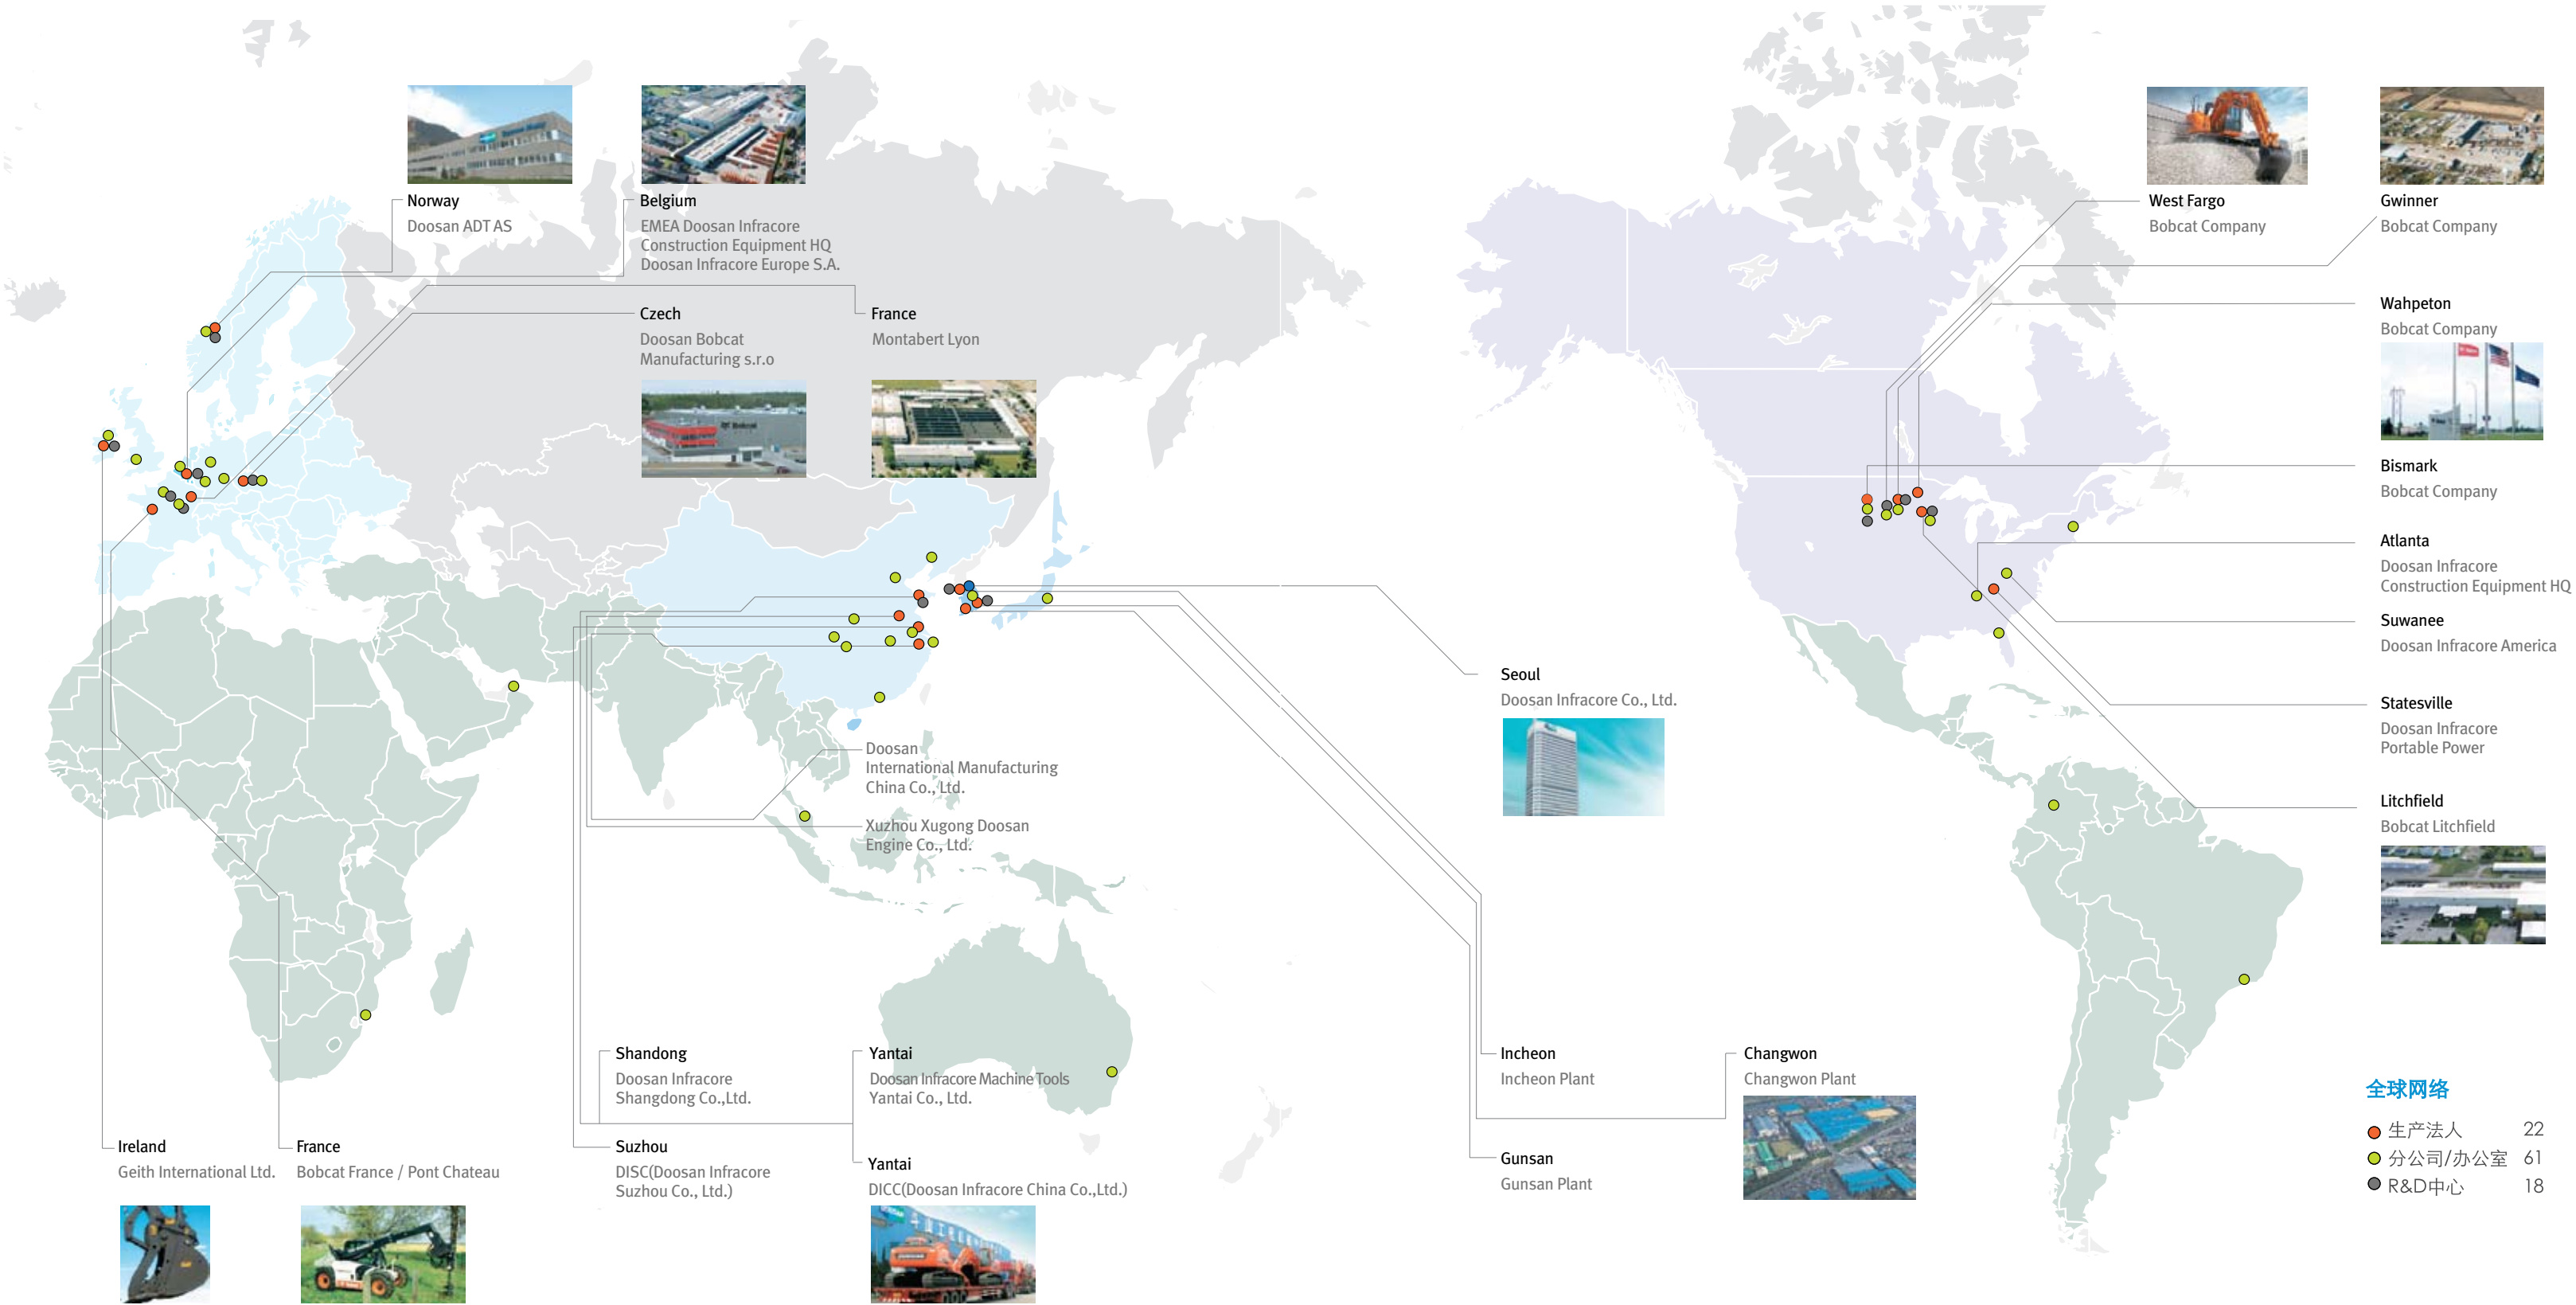 Norway
Doosan ADT AS
Belgium
EMEA Doosan Infracore
Construction Equipment HQ
Doosan Infracore Europe S.A.
Czech
Doosan Bobcat
Manufacturing s.r.o
France
Montabert Lyon
West Fargo
Bobcat Company
Gwinner
Bobcat Company
Wahpeton
Bobcat Company
Bismark
Bobcat Company
Atlanta
Doosan Infracore
Construction Equipment HQ
Suwanee
Doosan Infracore America
Statesville
Doosan Infracore
Portable Power
Litchfield
Bobcat Litchfield
Seoul
Doosan Infracore Co., Ltd.
Doosan
International Manufacturing
China Co., Ltd.
Xuzhou Xugong Doosan
Engine Co., Ltd.
Shandong
Doosan Infracore
Shangdong Co.,Ltd.
Yantai
Doosan Infracore Machine Tools
Yantai Co., Ltd.
Incheon
Incheon Plant
Changwon
Changwon Plant
Ireland
Geith International Ltd.
France
Bobcat France / Pont Chateau
Suzhou
DISC(Doosan Infracore
Suzhou Co., Ltd.)
Yantai
DICC(Doosan Infracore China Co.,Ltd.)
Gunsan
Gunsan Plant
全球网络
生产法人 22
分公司/办公室 61
R&D中心 18